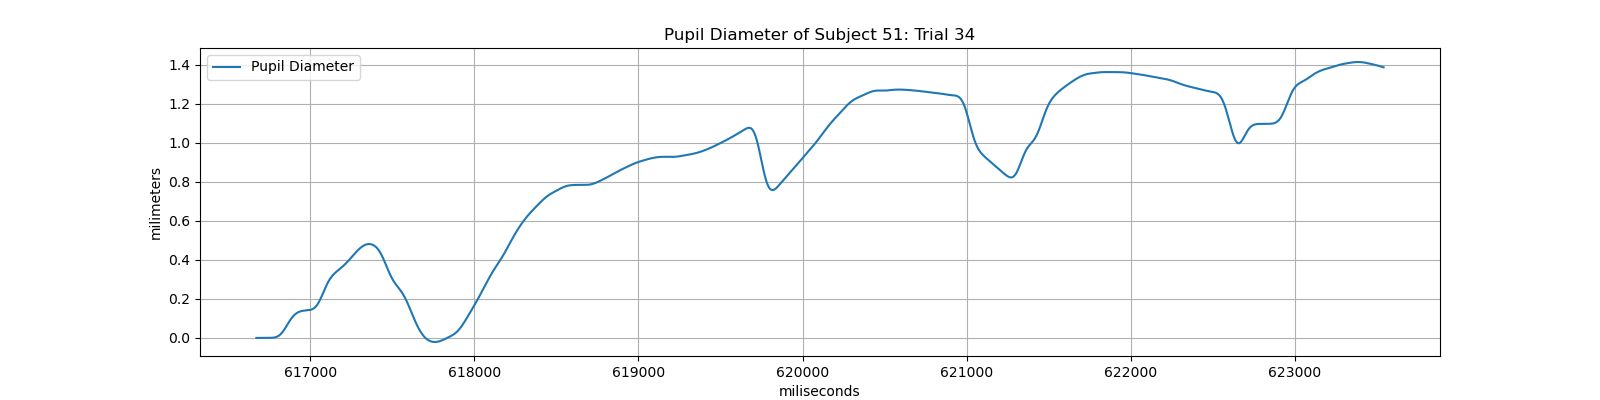 Pupil Diameter of Subject 51: Trial 34
Pupil Diameter
1.4
1.2
1.0
0.8
0.6
0.4
0.2
0.0
milimeters
617000 618000 619000 620000 621000 622000 623000
miliseconds